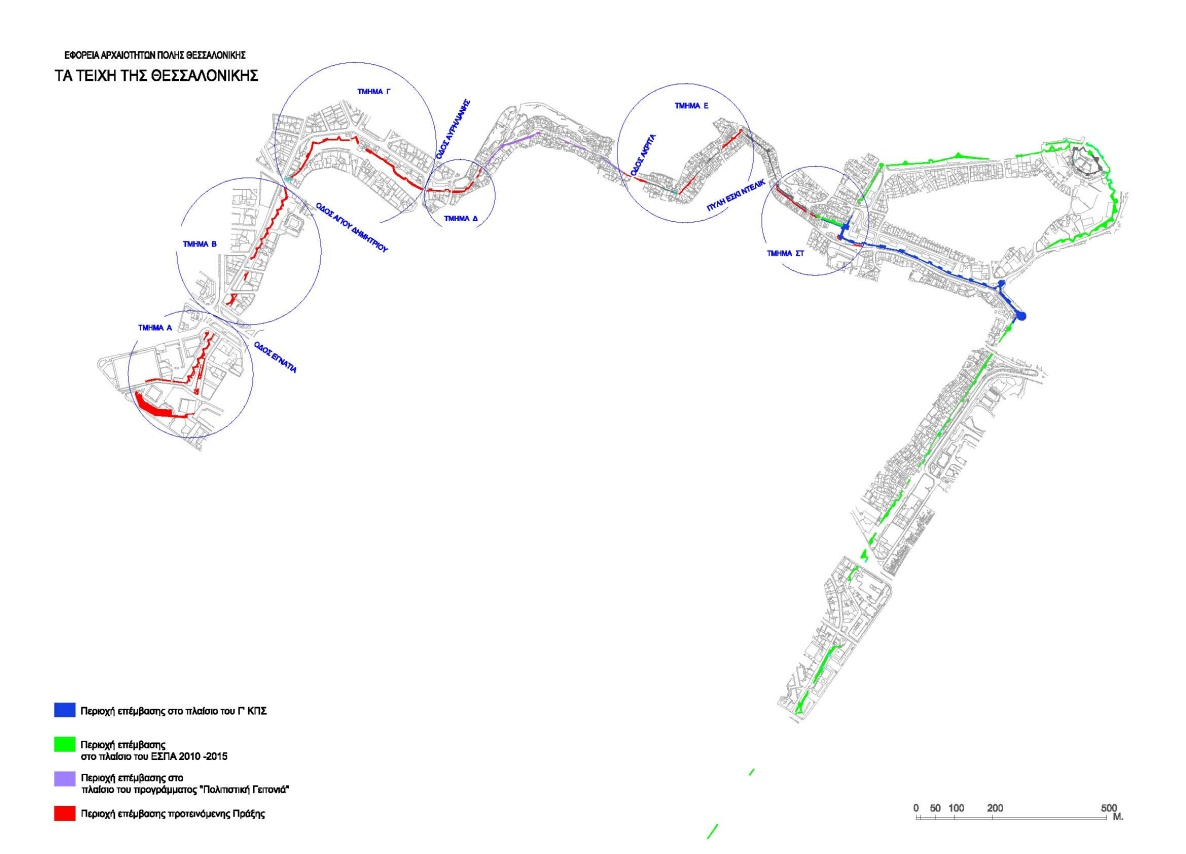 ΕΦΟΡΕΙΑ ΑΡΧΑΙΟΤΗΤΩΝ ΠΟΛΗΣ ΘΕΣΣΑΛΟΝΙΚΗΣ
ΤΑ ΤΕΙΧΗ ΤΗΣ ΘΕΣΣΑΛΟΝΙΚΗΣ
ΤΜΗΜΑ Γ
ΟΔΟΣ ΑΥΡΗΛΙΑΝΗΣ
ΤΜΗΜΑ Ε
ΟΔΟΣ ΑΚΡΙΤΑ
ΠΥΛΗ ΕΣΚΙ ΝΤΕΛΙΚ
ΤΜΗΜΑ Δ
ΟΔΟΣ ΑΓΙΟΥ ΔΗΜΗΤΡΙΟΥ
ΤΜΗΜΑ Β
ΤΜΗΜΑ ΣΤ
ΤΜΗΜΑ Α
ΟΔΟΣ ΕΓΝΑΤΙΑ
Περιοχή επέμβασης στο πλαίσιο του Γ' ΚΠΣ
Περιοχή επέμβασης
στο πλαίσιο του ΕΣΠΑ 2010 -2015
Περιοχή επέμβασης στο
πλαίσιο του προγράμματος "Πολιτιστική Γειτονιά"
Περιοχή επέμβασης προτεινόμενης Πράξης
0 50 100 200 500
Μ.